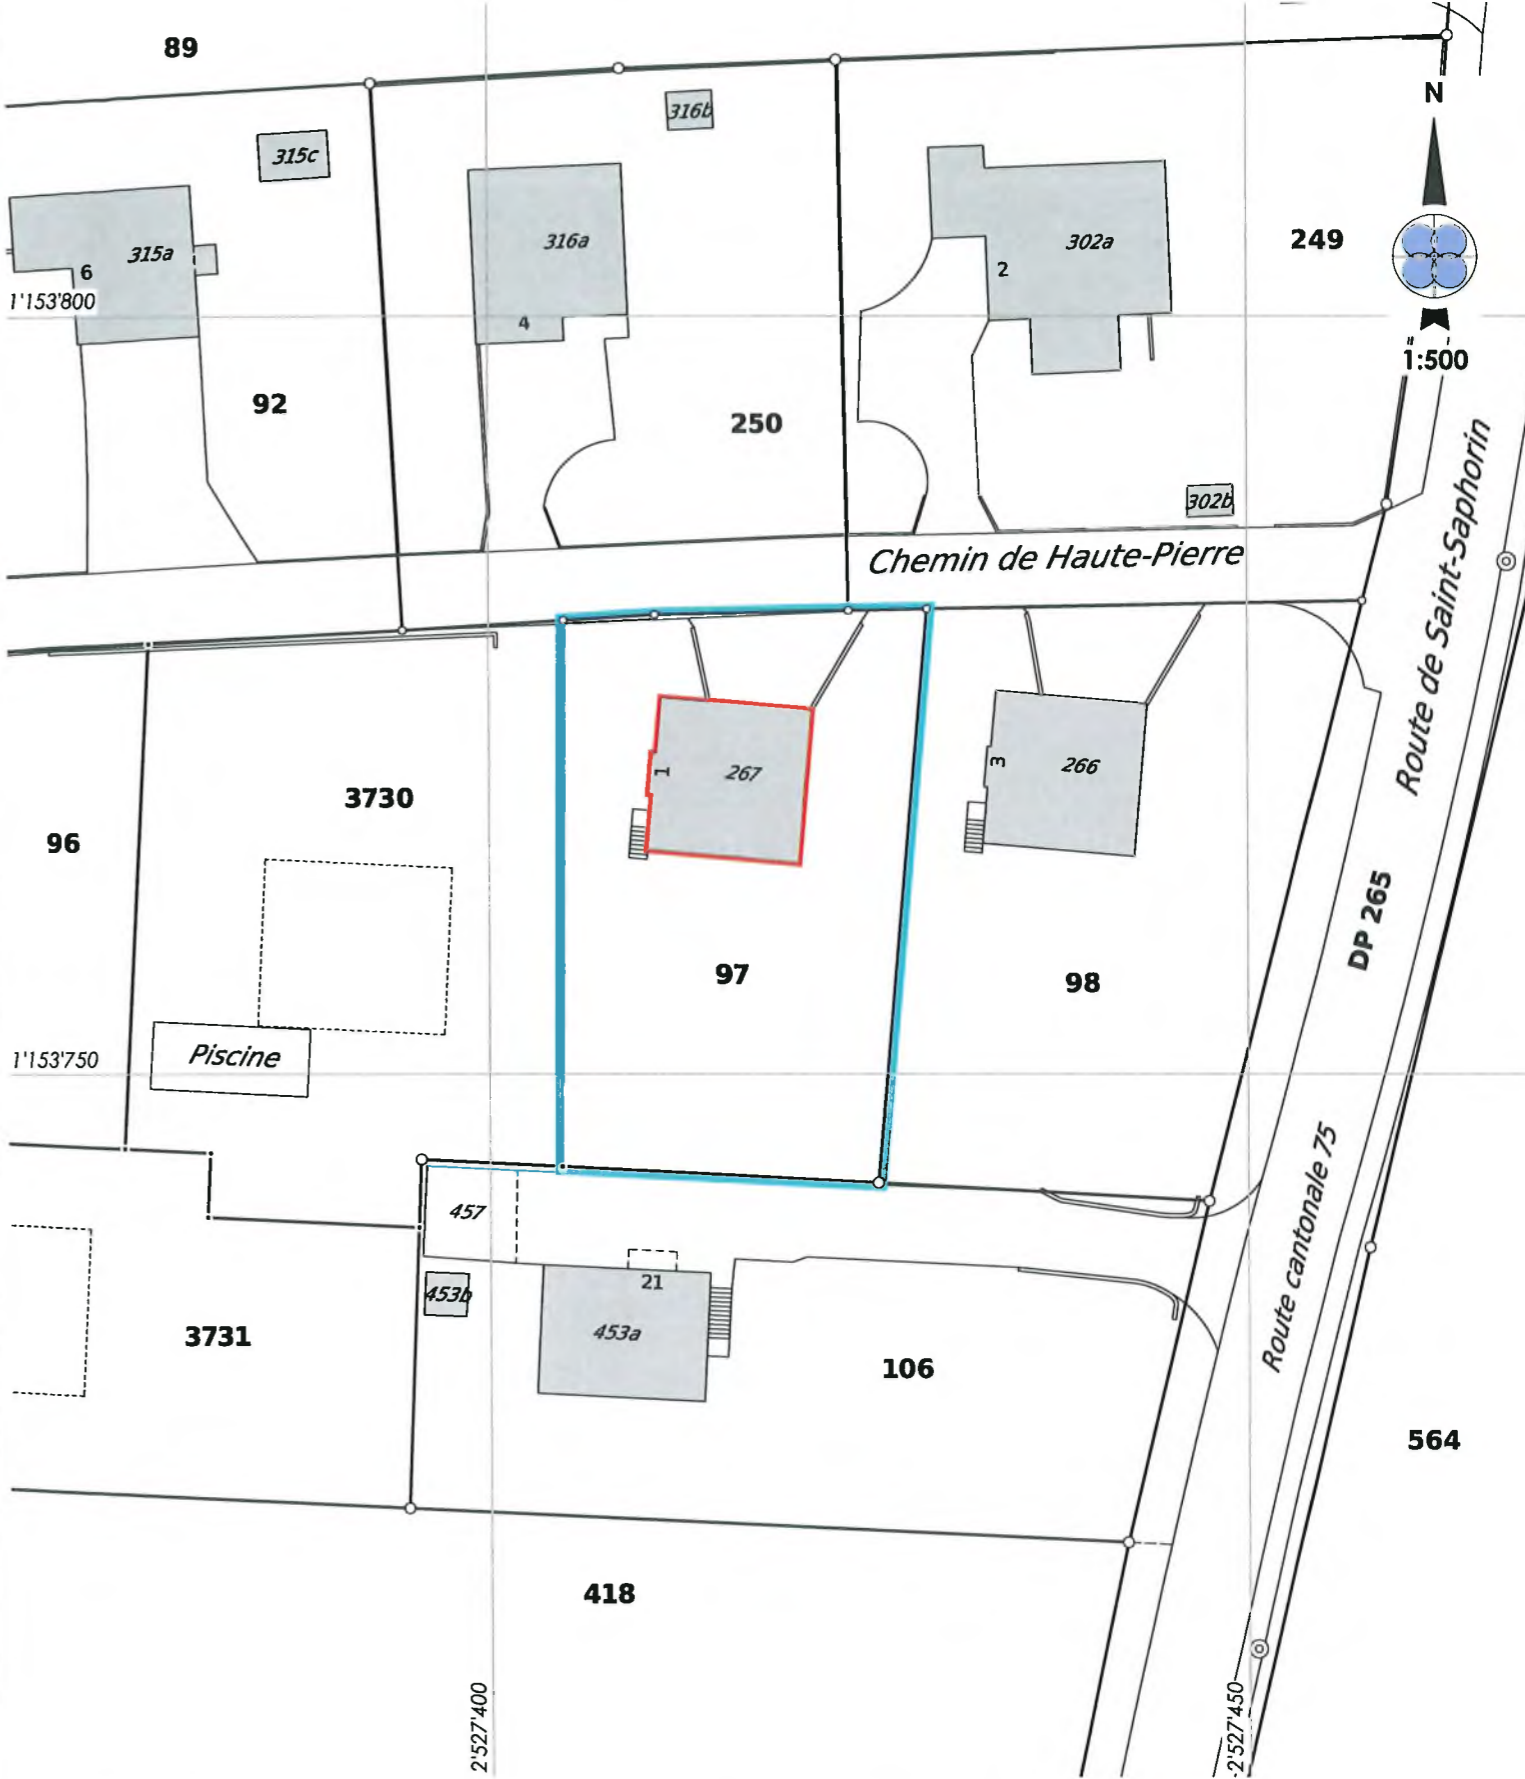 89
316b
N
315c
316a
302a
249
315a
6
2
1'153'800
4
1:500
92
250
302b
Chemin de Haute-Pierre
Route de Saint-Saphorin
1
267
3
266
3730
96
DP 265
97
98
1'153'750
Piscine
457
Route cantonale 75
21
453b
453a
3731
106
564
418
2'527'400
2'527'450